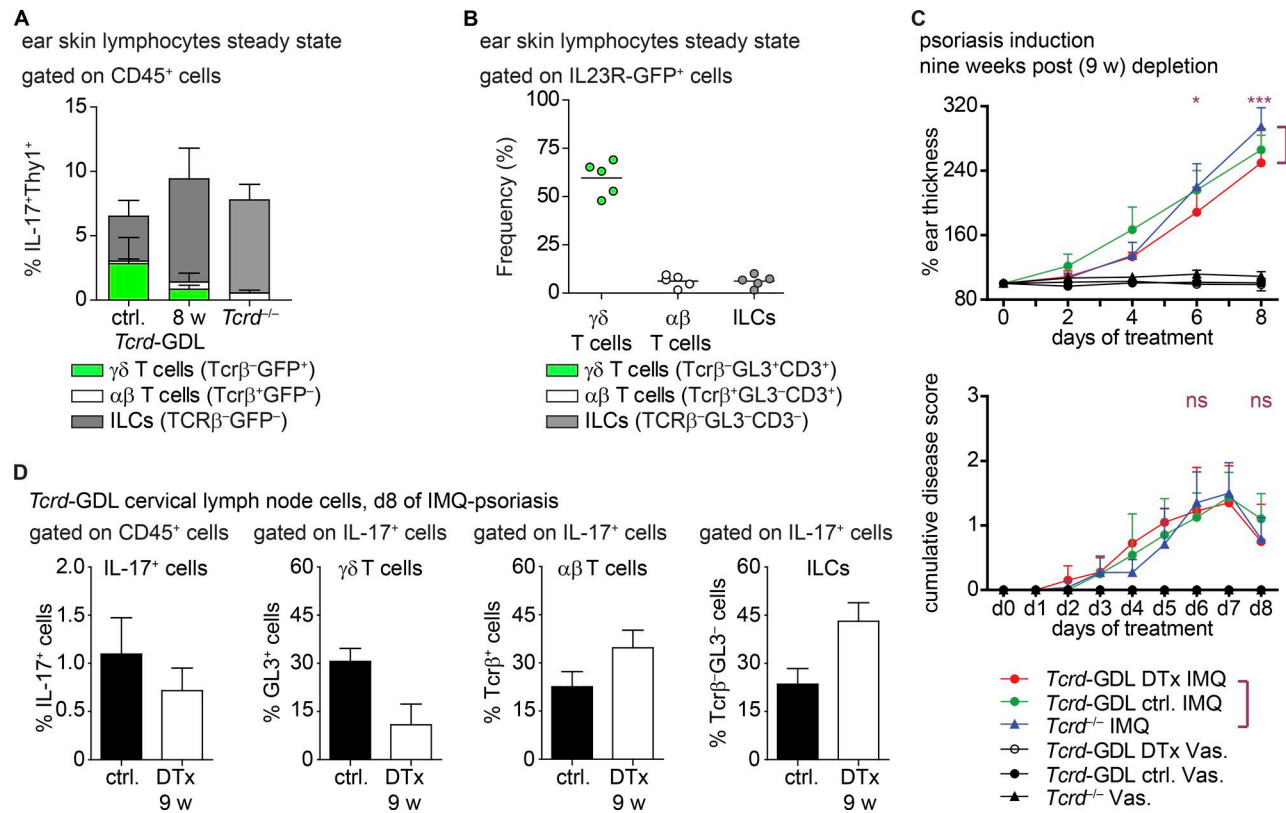 A
ear skin lymphocytes steady state
gated on CD45⁺ cells
% IL-17⁺Thy1⁺
15
10
5
0
ctrl. 8 w Tcrd⁻/⁻
Tcrd-GDL
γδ T cells (Tcrβ⁻GFP⁺)
αβ T cells (Tcrβ⁺GFP⁻)
ILCs (TCRβ⁻GFP⁻)
B
ear skin lymphocytes steady state
gated on IL23R-GFP⁺ cells
Frequency (%)
100
75
50
25
0
γδ αβ ILCs
T cells T cells
γδ T cells (Tcrβ⁻GL3⁺CD3⁺)
αβ T cells (Tcrβ⁺GL3⁻CD3⁺)
ILCs (TCRβ⁻GL3⁻CD3⁻)
C
psoriasis induction
nine weeks post (9 w) depletion
% ear thickness
320
240
160
80
* ***
0 2 4 6 8
days of treatment
cumulative disease score
3
2
1
0
ns ns
d0 d1 d2 d3 d4 d5 d6 d7 d8
days of treatment
Tcrd-GDL DTx IMQ
Tcrd-GDL ctrl. IMQ
Tcrd⁻/⁻ IMQ
Tcrd-GDL DTx Vas.
Tcrd-GDL ctrl. Vas.
Tcrd⁻/⁻ Vas.
D
Tcrd-GDL cervical lymph node cells, d8 of IMQ-psoriasis
gated on CD45⁺ cells
IL-17⁺ cells
% IL-17⁺ cells
2.0
1.5
1.0
0.5
0
ctrl. DTx
9 w
gated on IL-17⁺ cells
γδ T cells
% GL3⁺ cells
60
45
30
15
0
ctrl. DTx
9 w
gated on IL-17⁺ cells
αβ T cells
% Tcrβ⁺ cells
60
45
30
15
0
ctrl. DTx
9 w
gated on IL-17⁺ cells
ILCs
% Tcrβ⁻GL3⁻ cells
60
45
30
15
0
ctrl. DTx
9 w